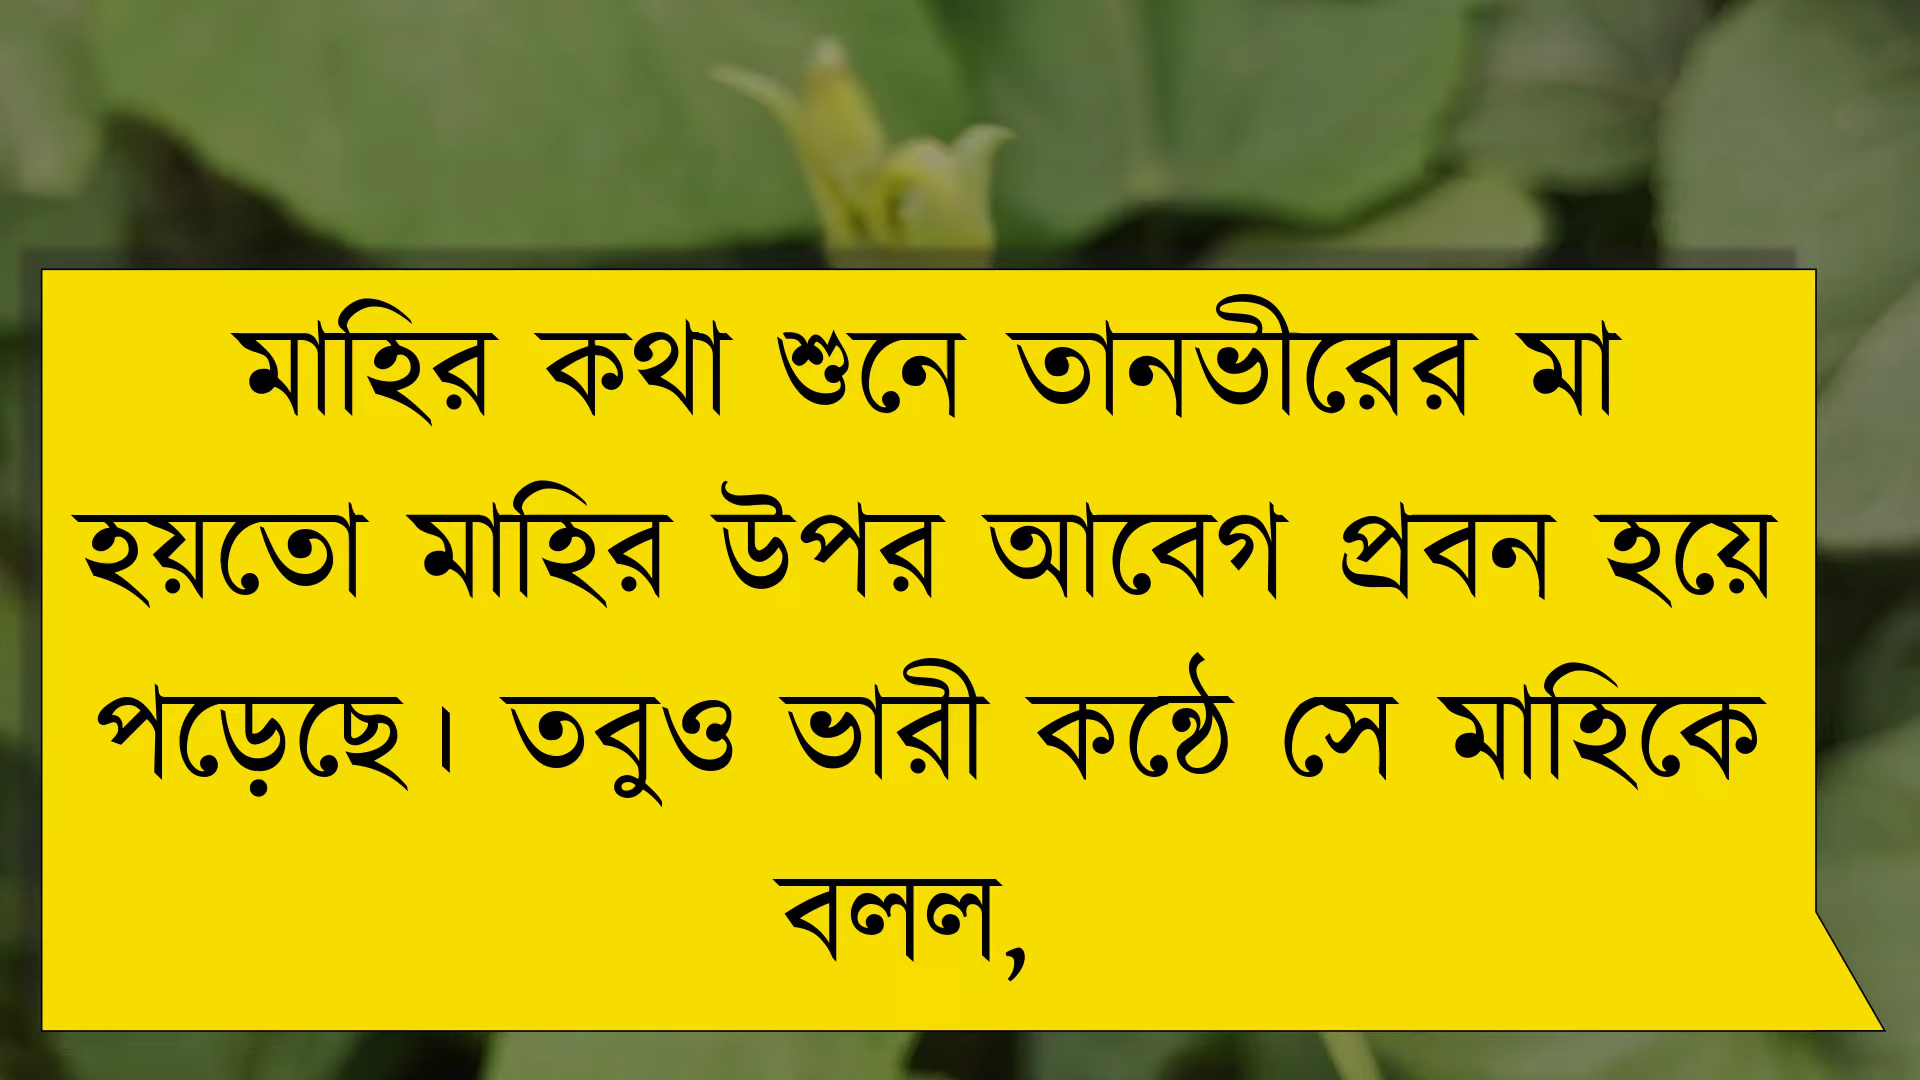 মাহির কথা শুনে তানভীরের মা
হয়তো মাহির উপর আবেগ প্রবন হয়ে
পড়েছে। তবুও ভারী কন্ঠে সে মাহিকে
বলল,